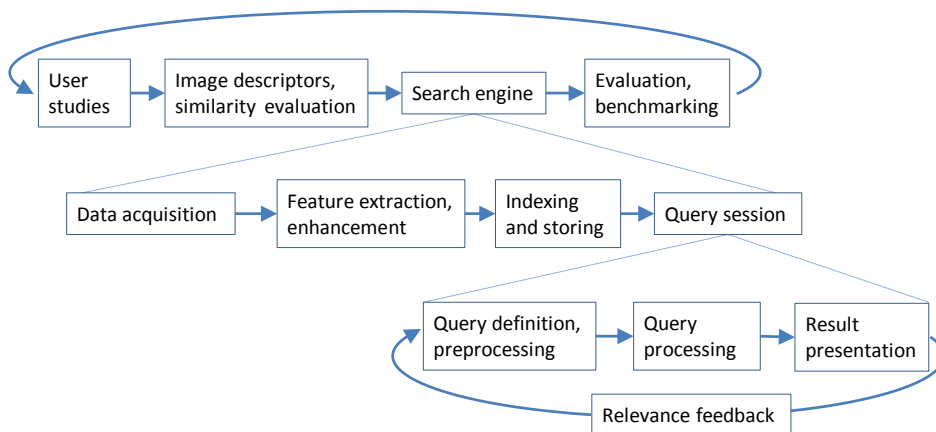 User
studies
Image descriptors,
similarity evaluation
Search engine
Evaluation,
benchmarking
Data acquisition
Feature extraction,
enhancement
Indexing
and storing
Query session
Query definition,
preprocessing
Query
processing
Result
presentation
Relevance feedback